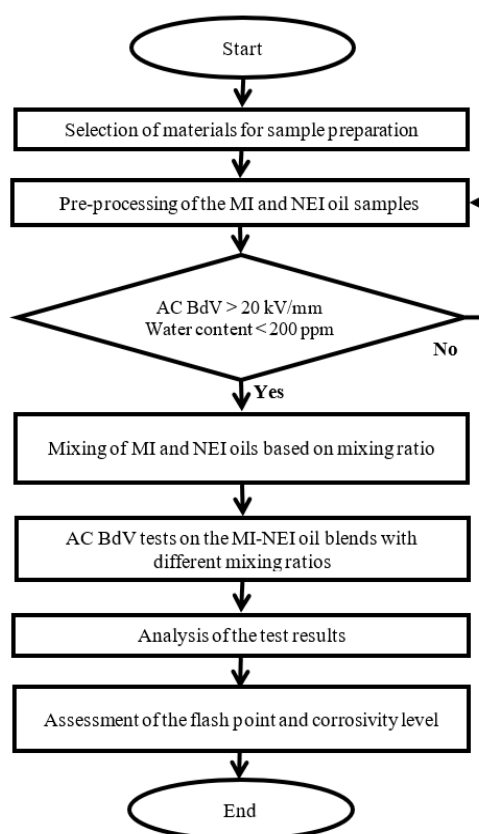 Start
Selection of materials for sample preparation
Pre-processing of the MI and NEI oil samples
AC BdV > 20 kV/mm
Water content < 200 ppm
No
Yes
Mixing of MI and NEI oils based on mixing ratio
AC BdV tests on the MI-NEI oil blends with
different mixing ratios
Analysis of the test results
Assessment of the flash point and corrosivity level
End